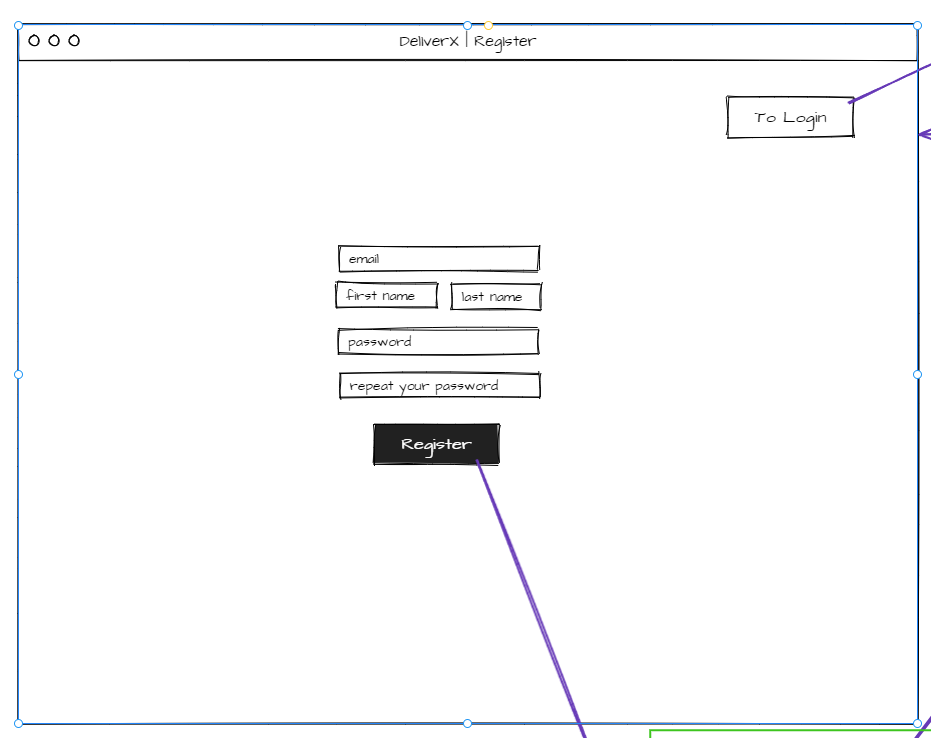 DeliverX | Register
To Login
email
first name last name
password
repeat your password
Register